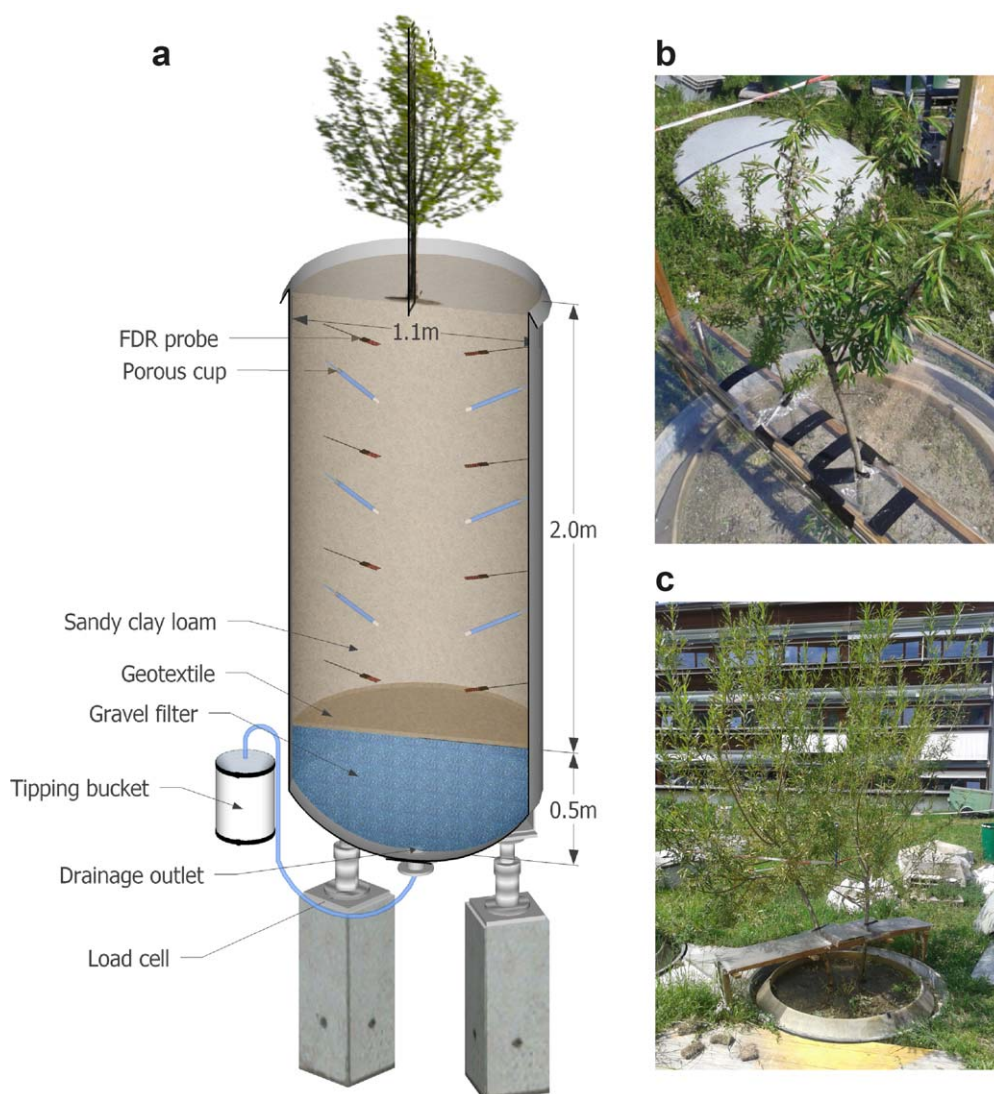 a
b
FDR probe
1.1m
Porous cup
2.0m
Sandy clay loam
Geotextile
Gravel filter
Tipping bucket
0.5m
Drainage outlet
Load cell
c